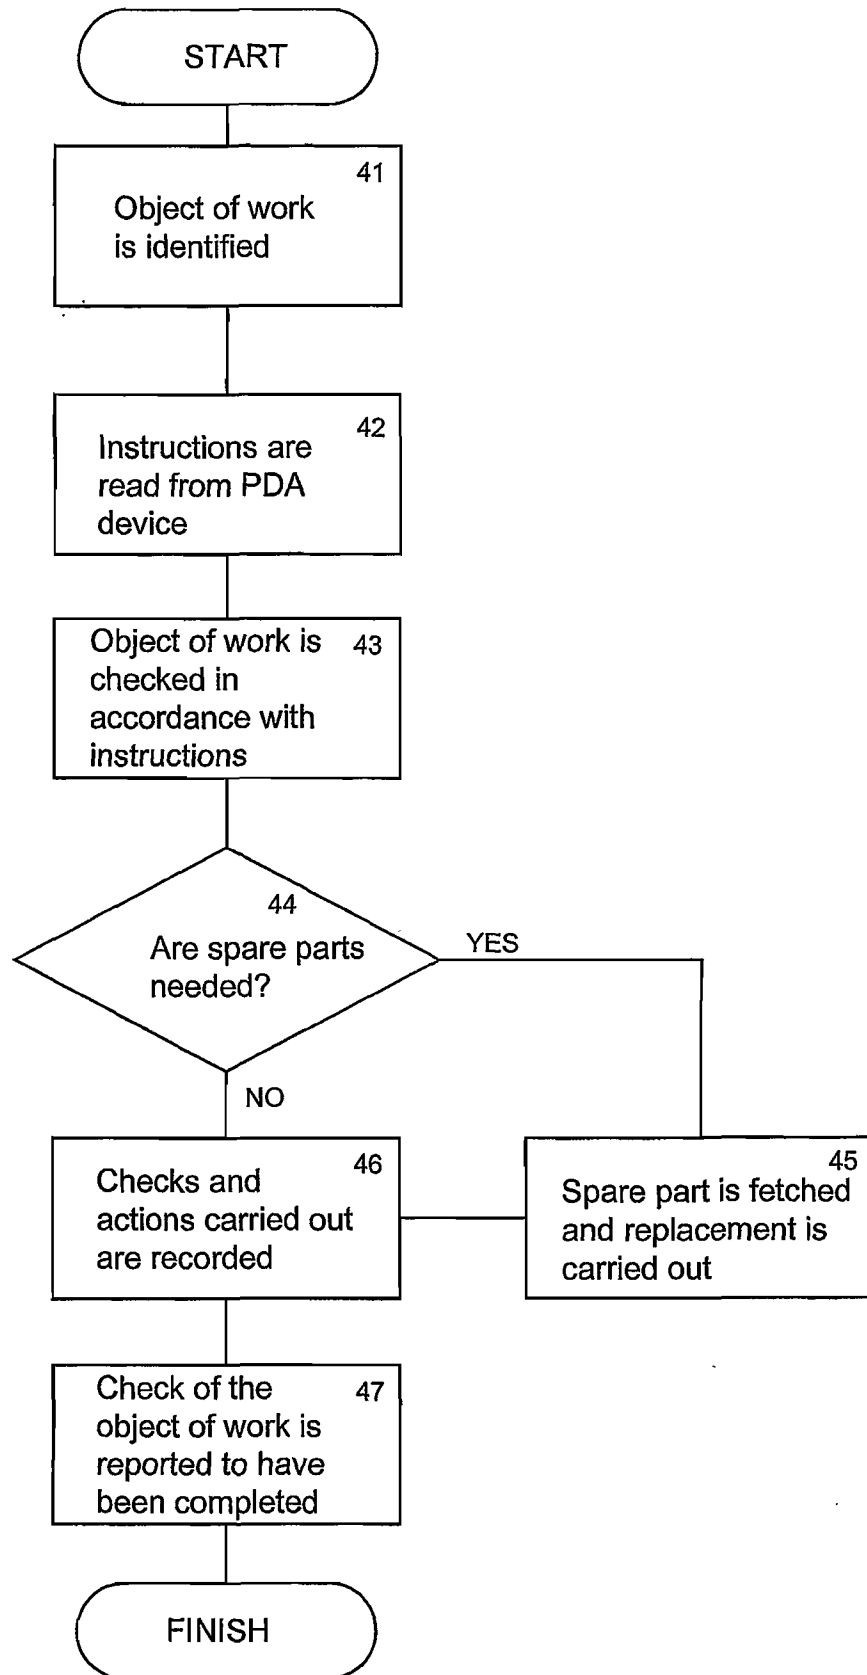 START
41
Object of work
is identified
42
Instructions are
read from PDA
device
43
Object of work is
checked in
accordance with
instructions
44
Are spare parts
needed?
YES
NO
46
Checks and
actions carried out
are recorded
45
Spare part is fetched
and replacement is
carried out
47
Check of the
object of work is
reported to have
been completed
FINISH